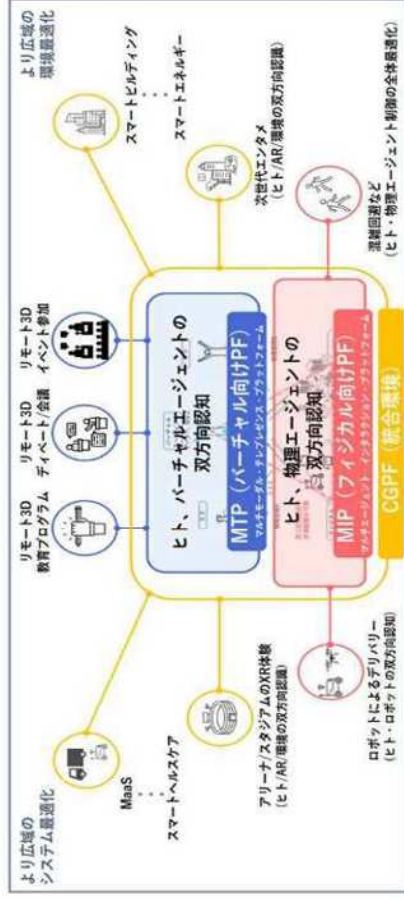 より広域の
システム最適化
より広域の
環境最適化
リモート3D
教育プログラム
リモート3D
ディベート/会議
リモート3D
イベント参加
MaaS
スマートヘルスケア
スマートビルディング
スマートエネルギー
アリーナ/スタジアムのXR体験
(ヒト/AR/環境の双方向認識)
次世代エンタメ
(ヒト/AR/環境の双方向認識)
ヒト、バーチャルエージェントの
双方向認知
MTP(バーチャル向けPF)
マルチモーダル・テレプレゼンス・プラットフォーム
ヒト、物理エージェントの
双方向認知
MIP(フィジカル向けPF)
マルチエージェント インタラクション・プラットフォーム
CGPF(統合環境)
ロボットによるデリバリー
(ヒト・ロボットの双方向認知)
混雑回避など
(ヒト・物理エージェント制御の全体最適化)